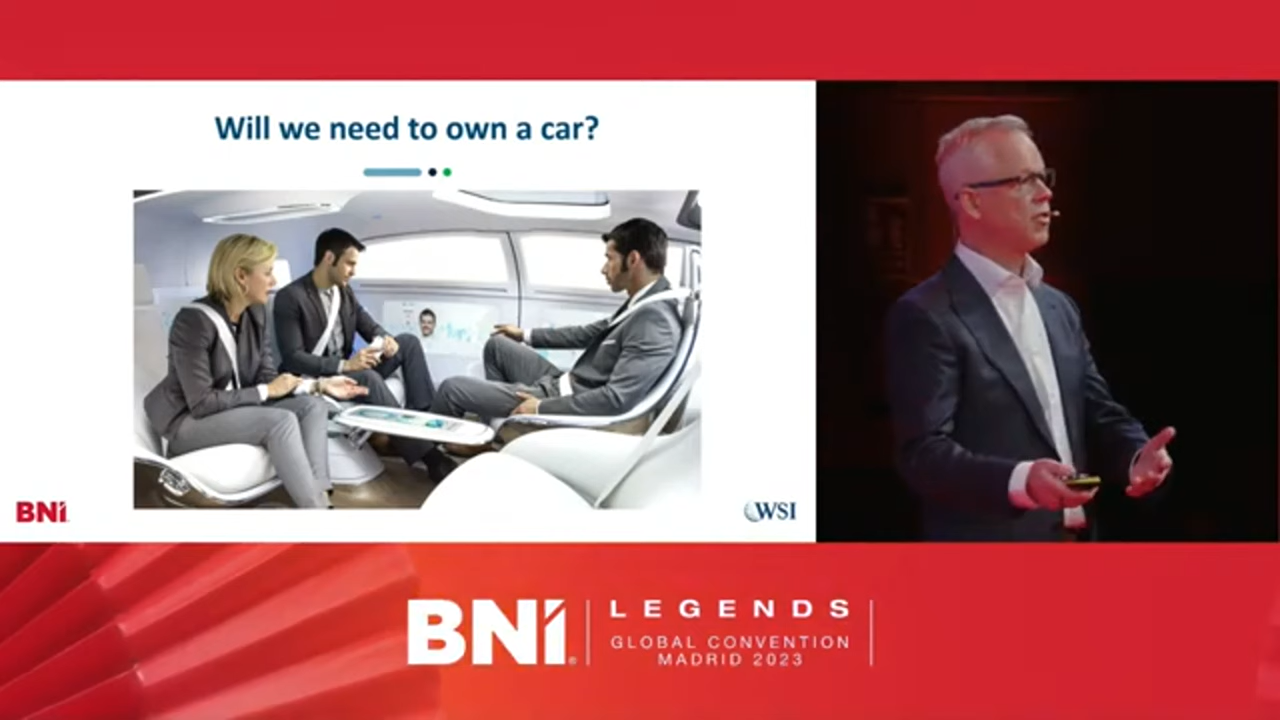 Will we need to own a car?
BNI
WSI
BNI®
LEGENDS
GLOBAL CONVENTION
MADRID 2023